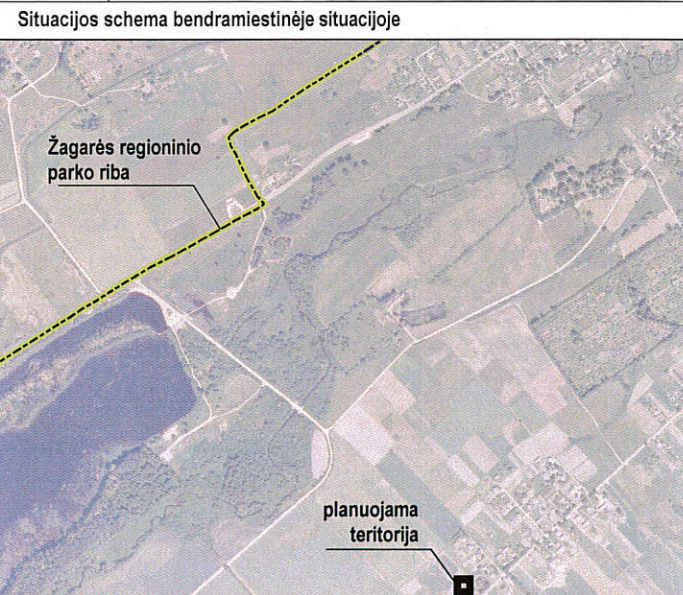 Situacijos schema bendramiestinėje situacijoje
Žagarės regioninio
parko riba
planuojama
teritorija